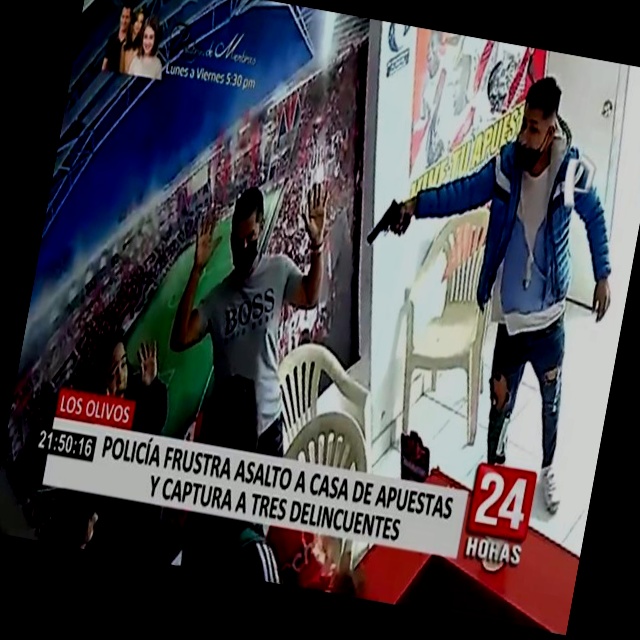 Lunes a Viernes 5:30 pm
BOSS
LOS OLIVOS
21:50:16
POLICÍA FRUSTRA ASALTO A CASA DE APUESTAS
Y CAPTURA A TRES DELINCUENTES
24
HORAS